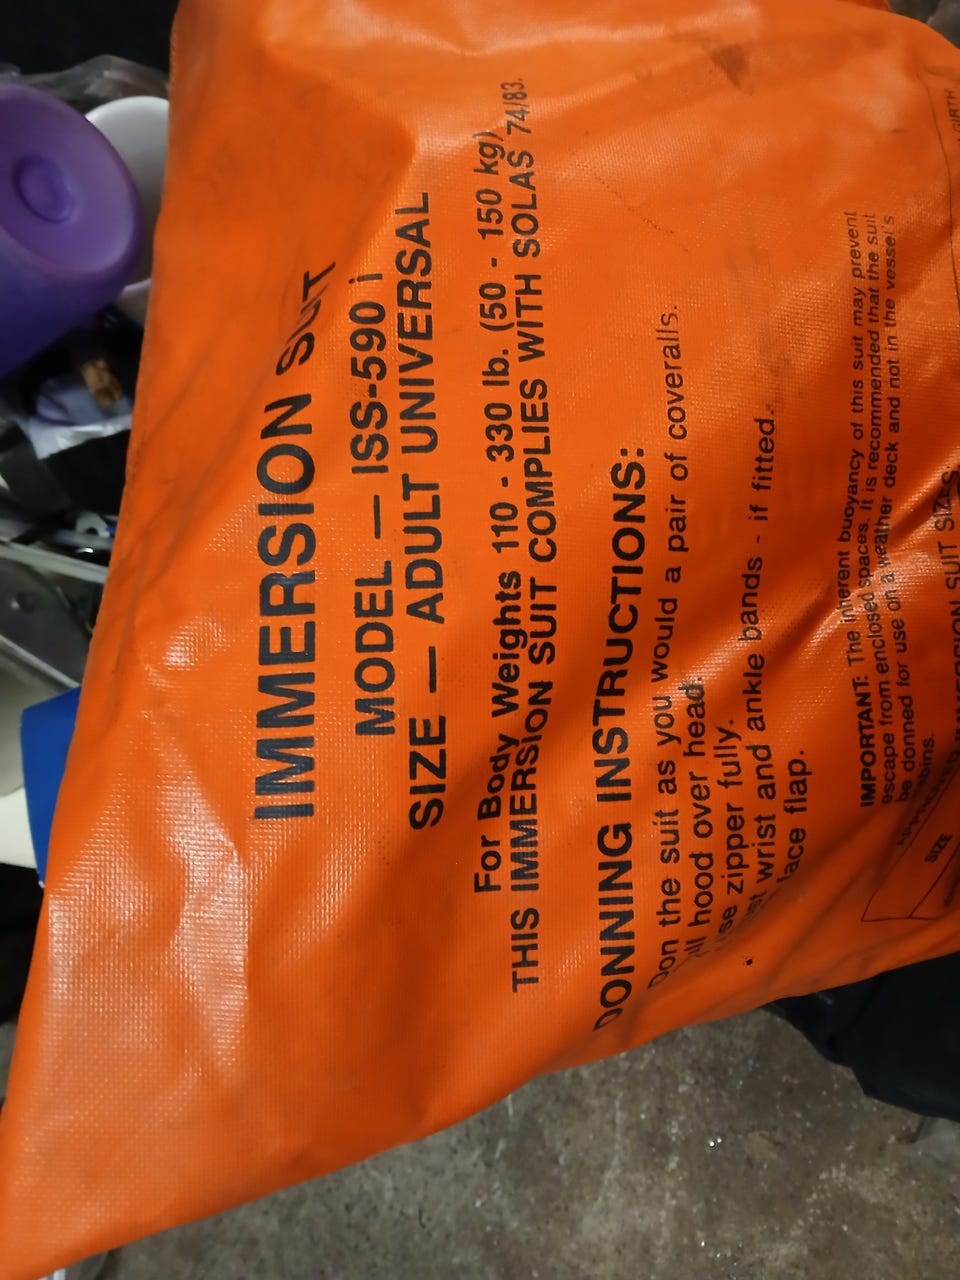 IMMERSION SUIT
MODEL — ISS-590 i
SIZE — ADULT UNIVERSAL
For Body Weights 110 - 330 lb. (50 - 150 kg)
THIS IMMERSION SUIT COMPLIES WITH SOLAS 74/83.
DONNING INSTRUCTIONS:
Don the suit as you would a pair of coveralls.
hood over head.
zipper fully.
wrist and ankle bands - if fitted.
face flap.
IMPORTANT: The inherent buoyancy of this suit may prevent
escape from enclosed spaces. It is recommended that the suit
be donned for use on a weather deck and not in the vessel's
cabins.
SUIT SIZES
SIZE
GIRTH